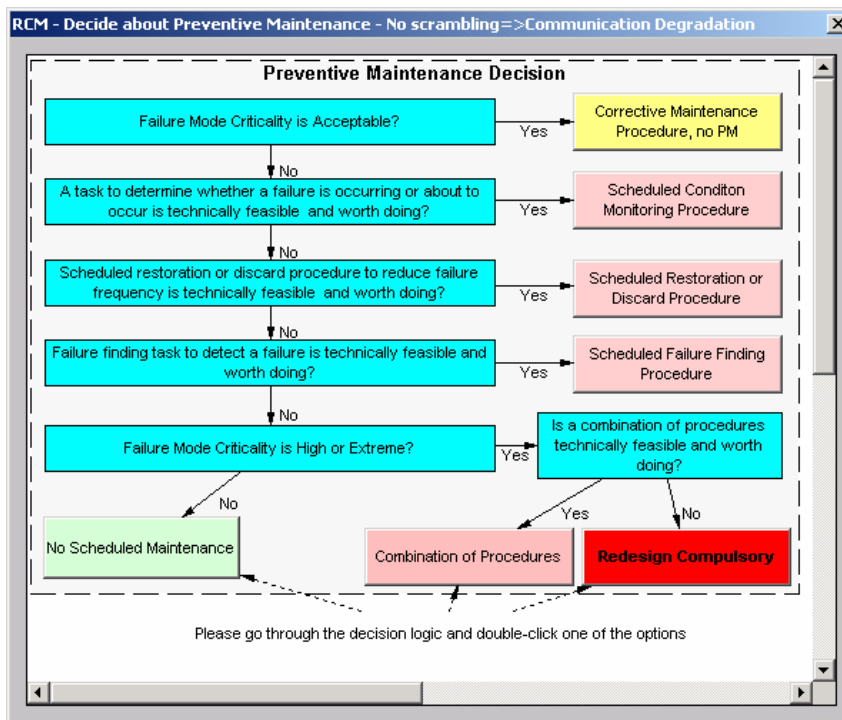 RCM - Decide about Preventive Maintenance - No scrambling=>Communication Degradation
Preventive Maintenance Decision
Failure Mode Criticality is Acceptable?
Yes
Corrective Maintenance
Procedure, no PM
No
A task to determine whether a failure is occurring or about to
occur is technically feasible and worth doing?
Yes
Scheduled Conditon
Monitoring Procedure
No
Scheduled restoration or discard procedure to reduce failure
frequency is technically feasible and worth doing?
Yes
Scheduled Restoration or
Discard Procedure
No
Failure finding task to detect a failure is technically feasible and
worth doing?
Yes
Scheduled Failure Finding
Procedure
No
Failure Mode Criticality is High or Extreme?
Yes
Is a combination of procedures
technically feasible and worth
doing?
No
Yes
No
No Scheduled Maintenance
Combination of Procedures
Redesign Compulsory
Please go through the decision logic and double-click one of the options